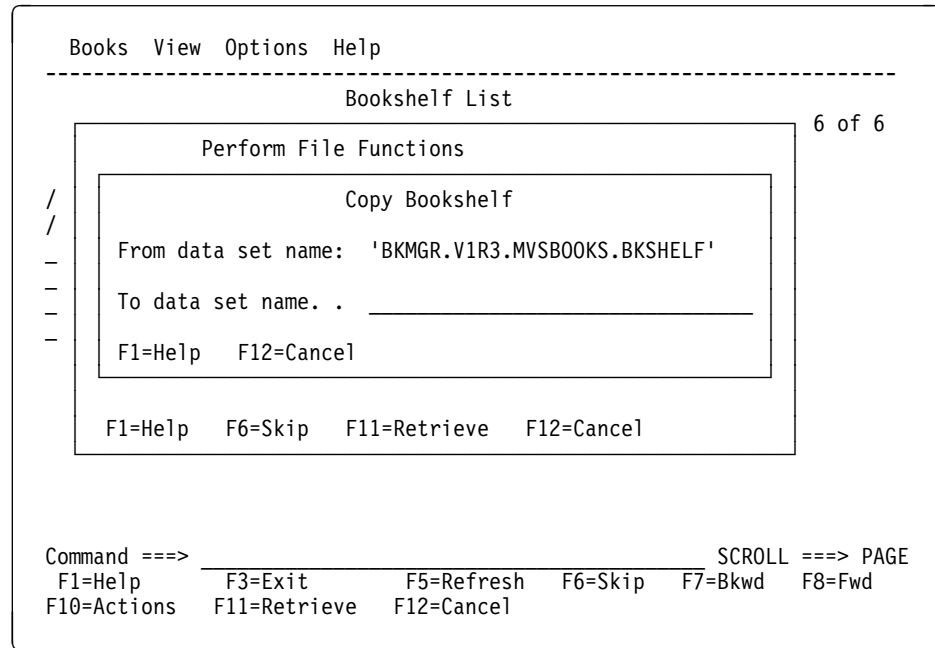 Books View Options Help
--------------------------------------------------------------------------
Bookshelf List
6 of 6
Perform File Functions
/ Copy Bookshelf
/
_ From data set name: 'BKMGR.V1R3.MVSBOOKS.BKSHELF'
_
_ To data set name. . ________________________________
_
F1=Help F12=Cancel
F1=Help F6=Skip F11=Retrieve F12=Cancel
Command ===> __________________________________________ SCROLL ===> PAGE
F1=Help F3=Exit F5=Refresh F6=Skip F7=Bkwd F8=Fwd
F10=Actions F11=Retrieve F12=Cancel